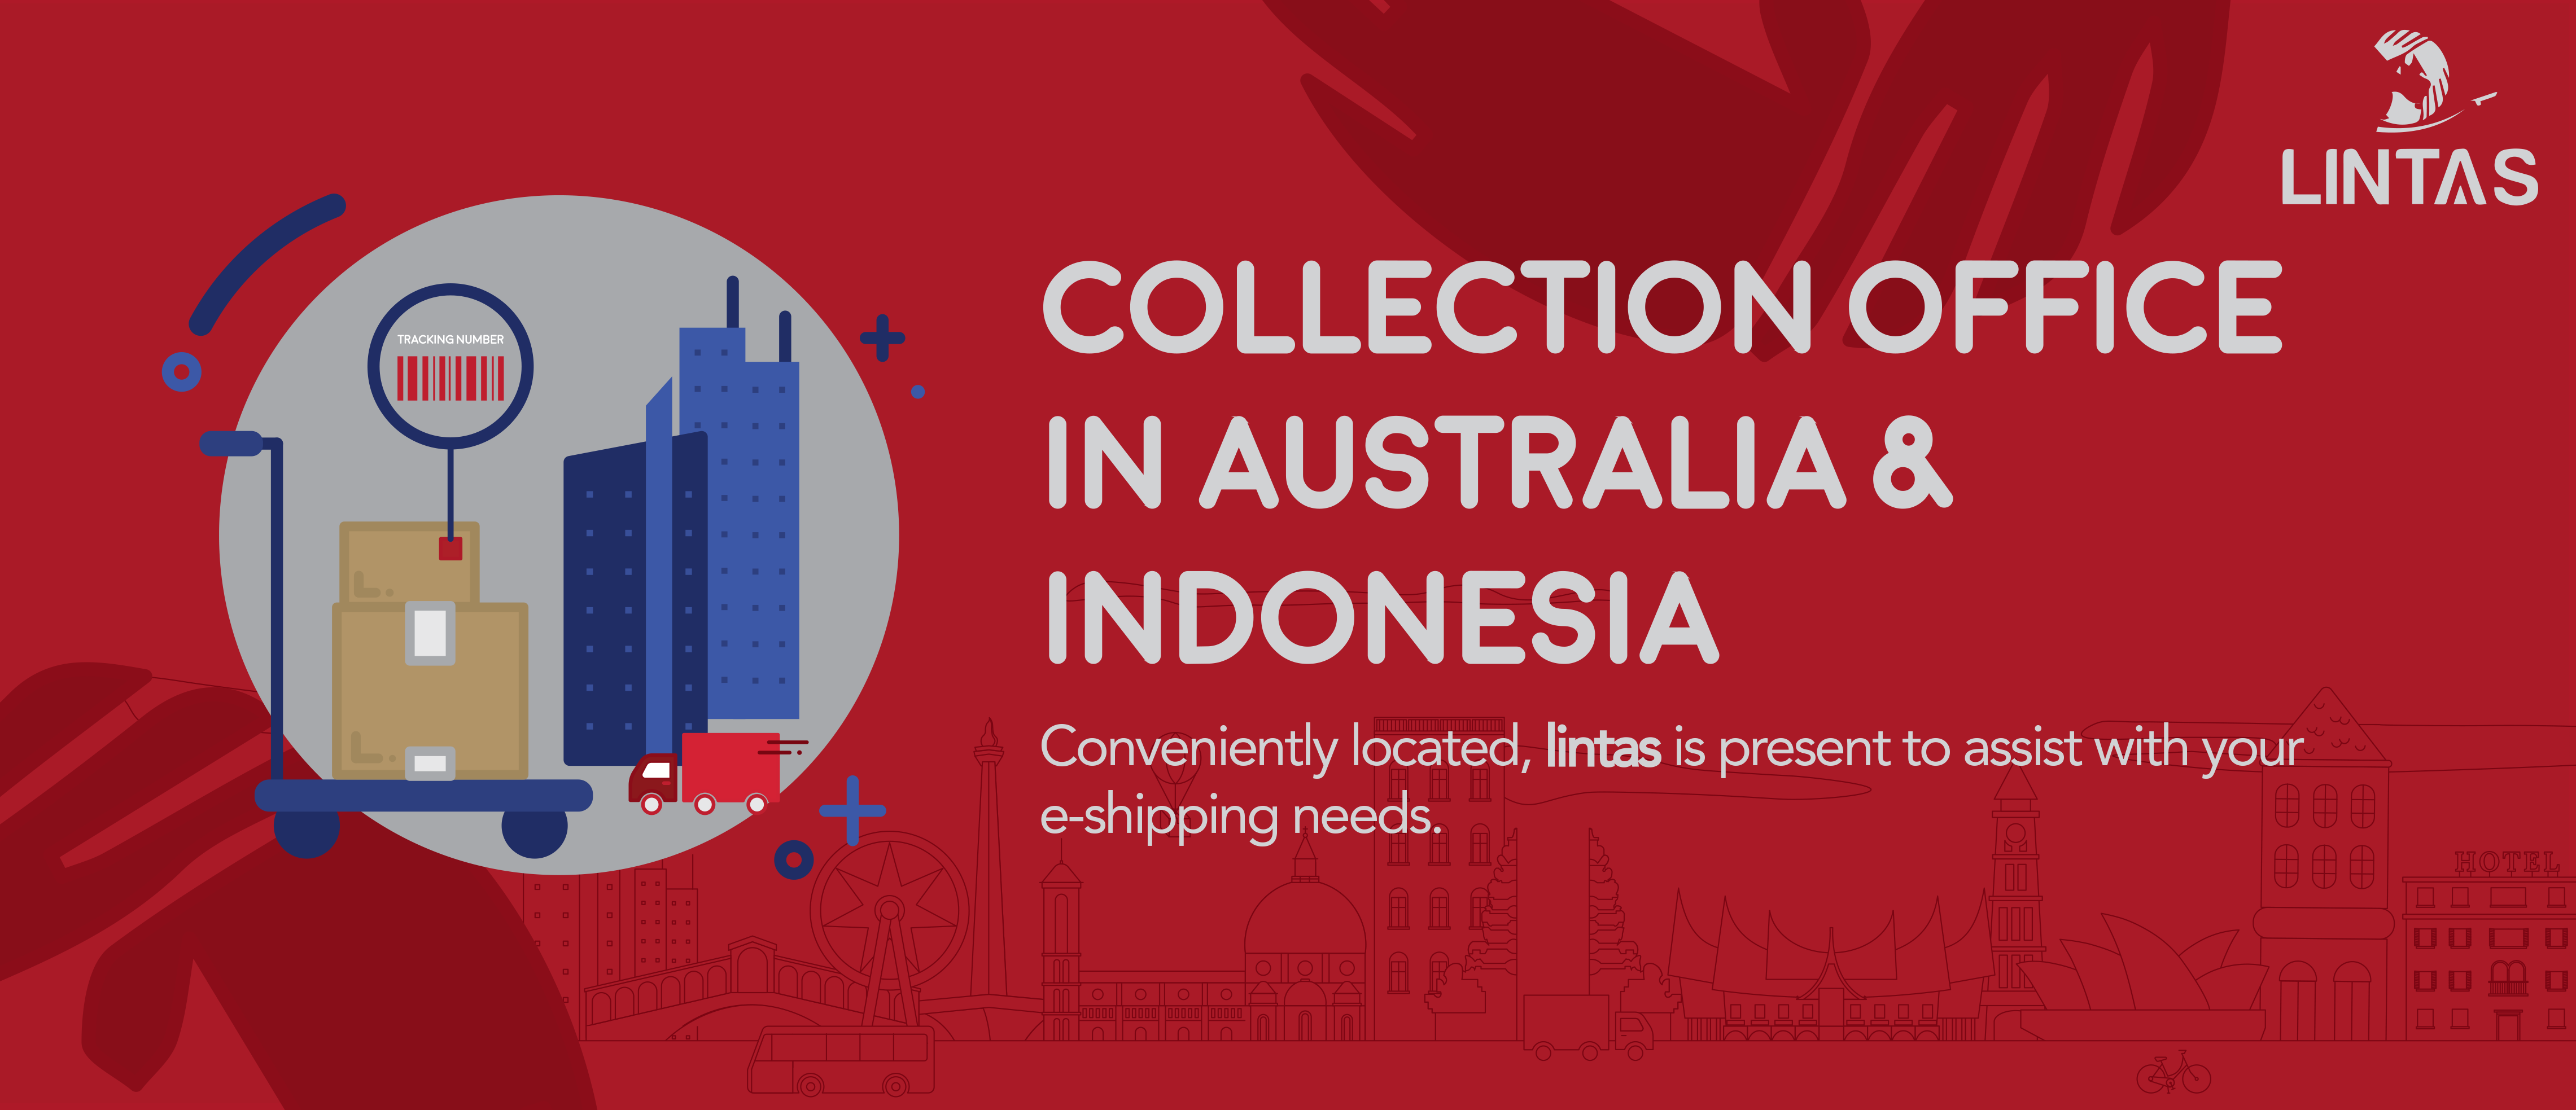 LINTAS
TRACKING NUMBER
COLLECTION OFFICE
IN AUSTRALIA &
INDONESIA
Conveniently located, lintas is present to assist with your
e-shipping needs.
HOTEL